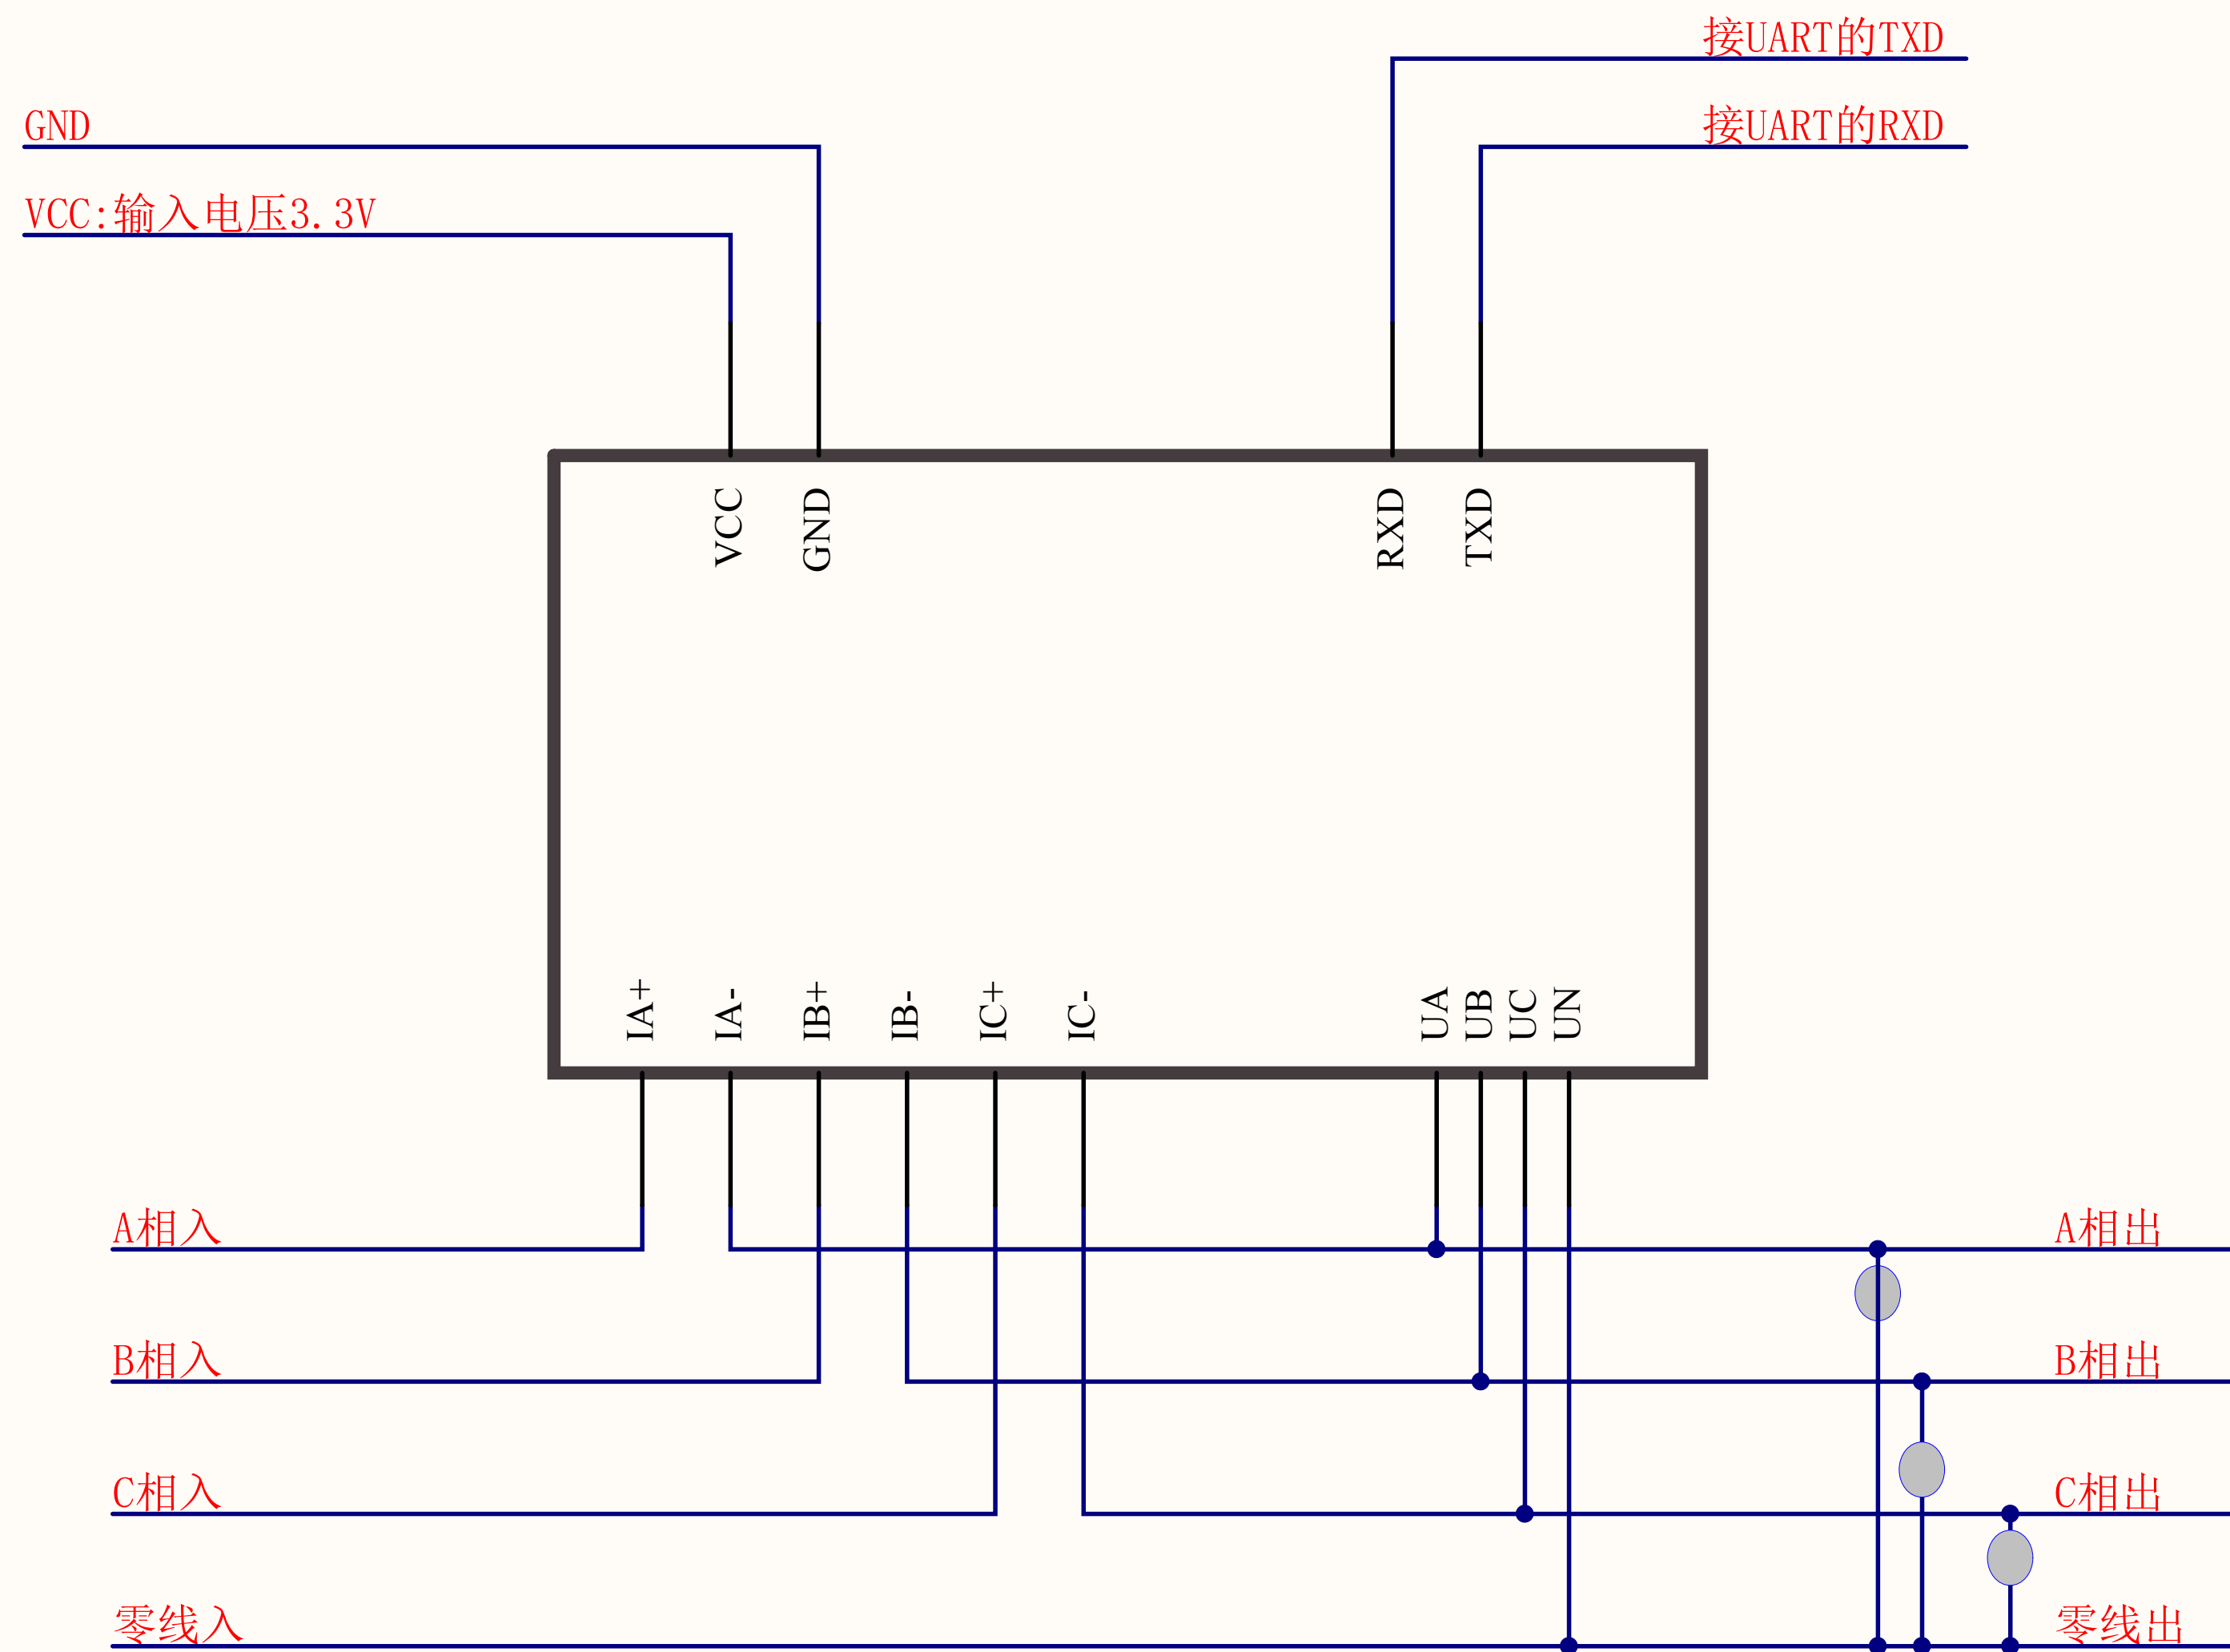 接UART的TXD
GND
接UART的RXD
VCC:输入电压3.3V
VCC
GND
RXD
TXD
IA+
IA-
IB+
IB-
IC+
IC-
UA
UB
UC
UN
A相入
A相出
B相入
B相出
C相入
C相出
零线入
零线出